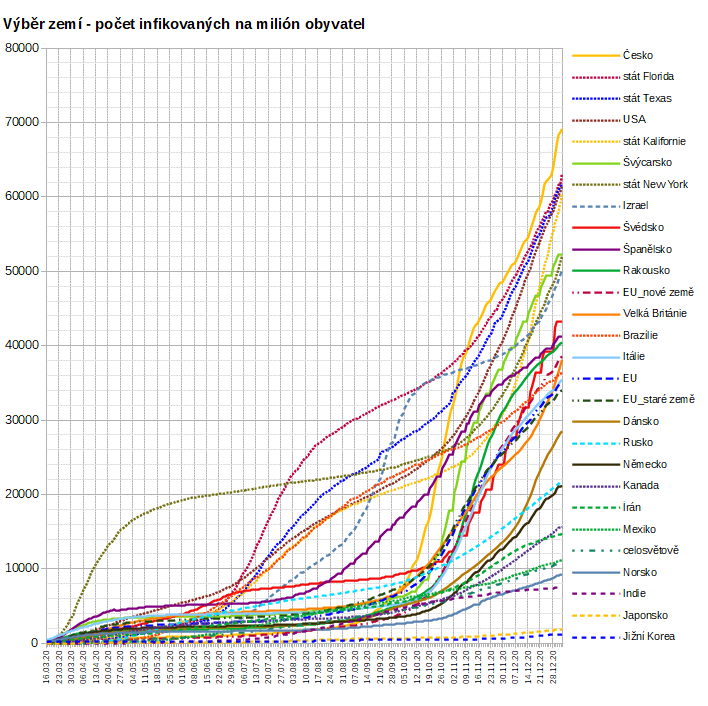 Výběr zemí - počet infikovaných na milión obyvatel
80000
70000
60000
50000
40000
30000
20000
10000
0
16.03.20
23.03.20
30.03.20
06.04.20
13.04.20
20.04.20
27.04.20
04.05.20
11.05.20
18.05.20
25.05.20
01.06.20
08.06.20
15.06.20
22.06.20
29.06.20
06.07.20
13.07.20
20.07.20
27.07.20
03.08.20
10.08.20
17.08.20
24.08.20
31.08.20
07.09.20
14.09.20
21.09.20
28.09.20
05.10.20
12.10.20
19.10.20
26.10.20
02.11.20
09.11.20
16.11.20
23.11.20
30.11.20
07.12.20
14.12.20
21.12.20
28.12.20
Česko
stát Florida
stát Texas
USA
stát Kalifornie
Švýcarsko
stát New York
Izrael
Švédsko
Španělsko
Rakousko
EU_nové země
Velká Británie
Brazílie
Itálie
EU
EU_staré země
Dánsko
Rusko
Německo
Kanada
Irán
Mexiko
celosvětově
Norsko
Indie
Japonsko
Jižní Korea